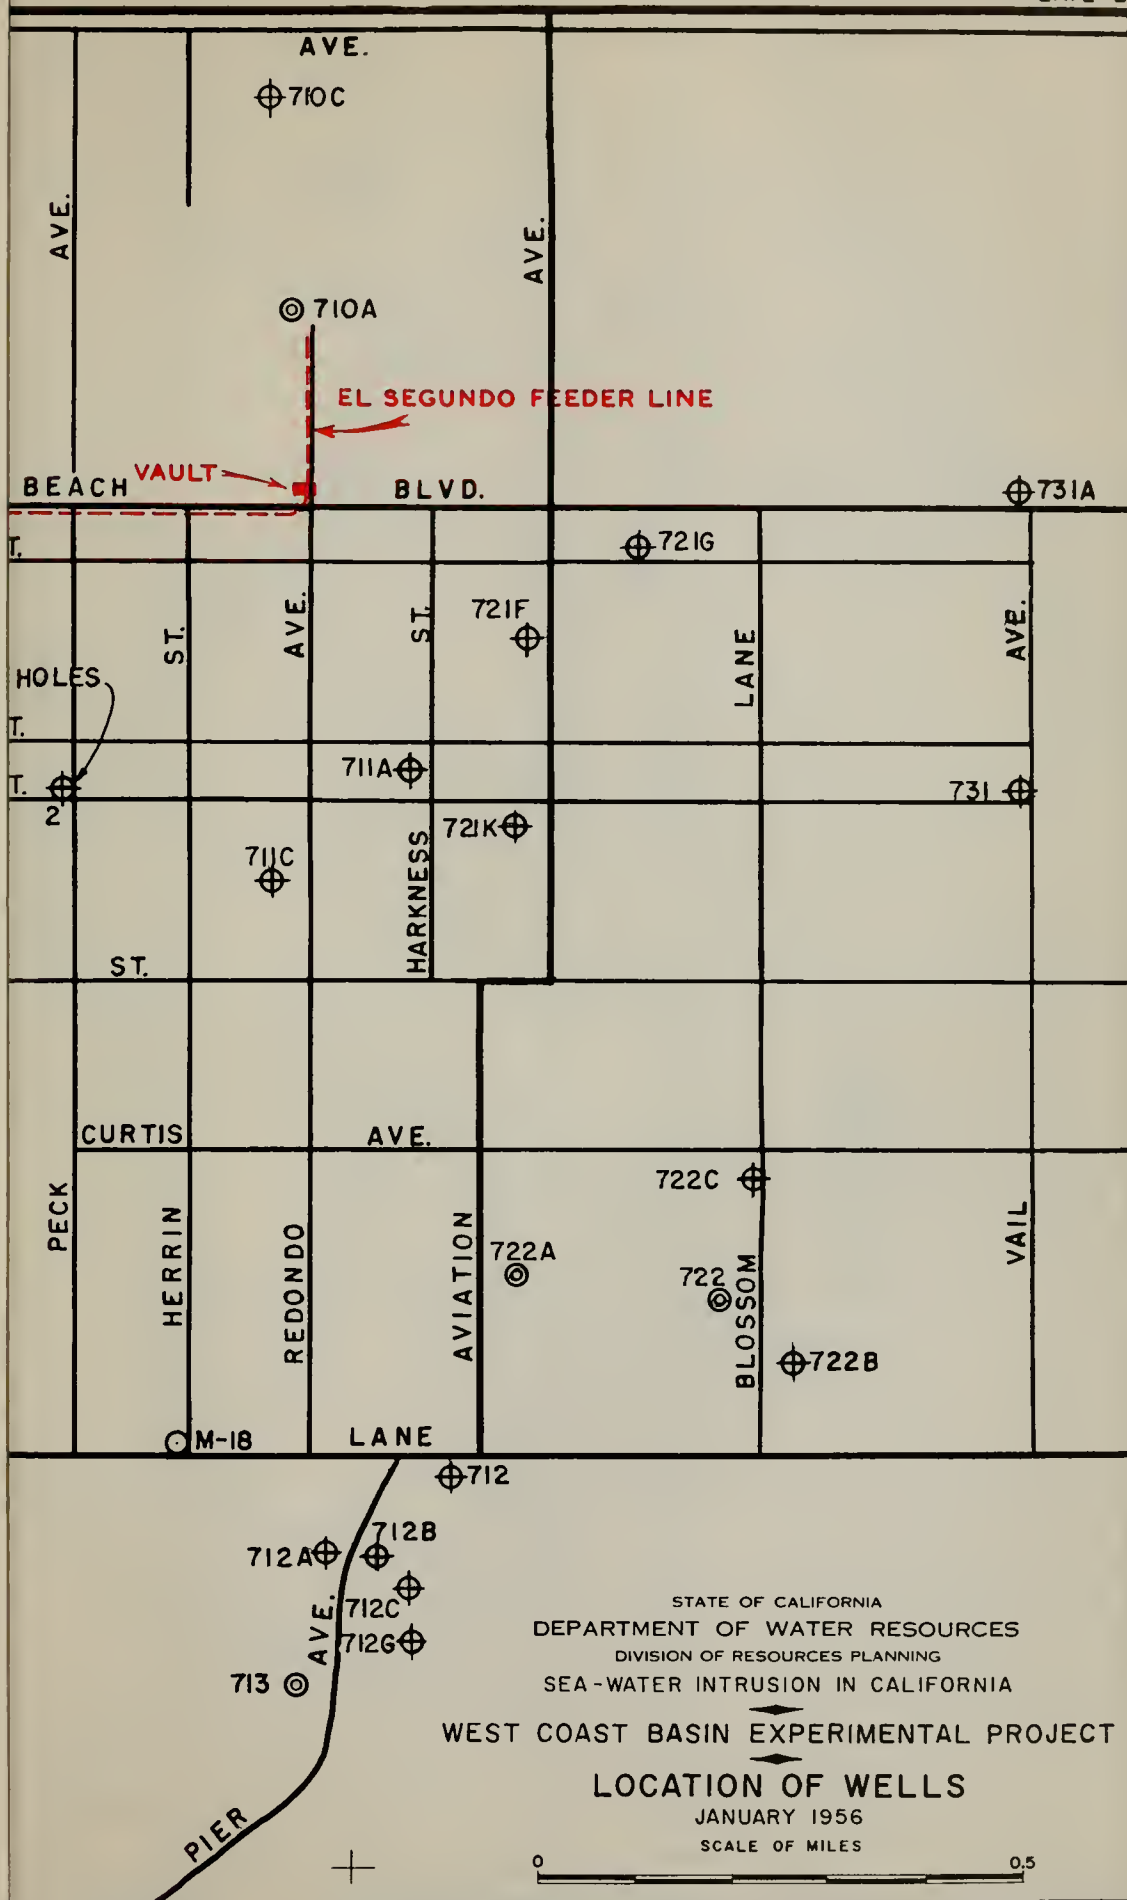 AVE.
710C
AVE.
AVE.
710A
EL SEGUNDO FEEDER LINE
VAULT
BEACH BLVD.
731A
T.
721G
ST.
AVE.
ST.
721F
LANE
AVE.
HOLES
T.
711A
T.
2
731
721K
711C
HARKNESS
ST.
CURTIS AVE.
722C
PECK
HERRIN
REDONDO
AVIATION
722A
722
BLOSSOM
VAIL
722B
M-18
LANE
712
712A
712B
712C
AVE.
712G
713
PIER
STATE OF CALIFORNIA
DEPARTMENT OF WATER RESOURCES
DIVISION OF RESOURCES PLANNING
SEA-WATER INTRUSION IN CALIFORNIA
WEST COAST BASIN EXPERIMENTAL PROJECT
LOCATION OF WELLS
JANUARY 1956
SCALE OF MILES
0 0.5